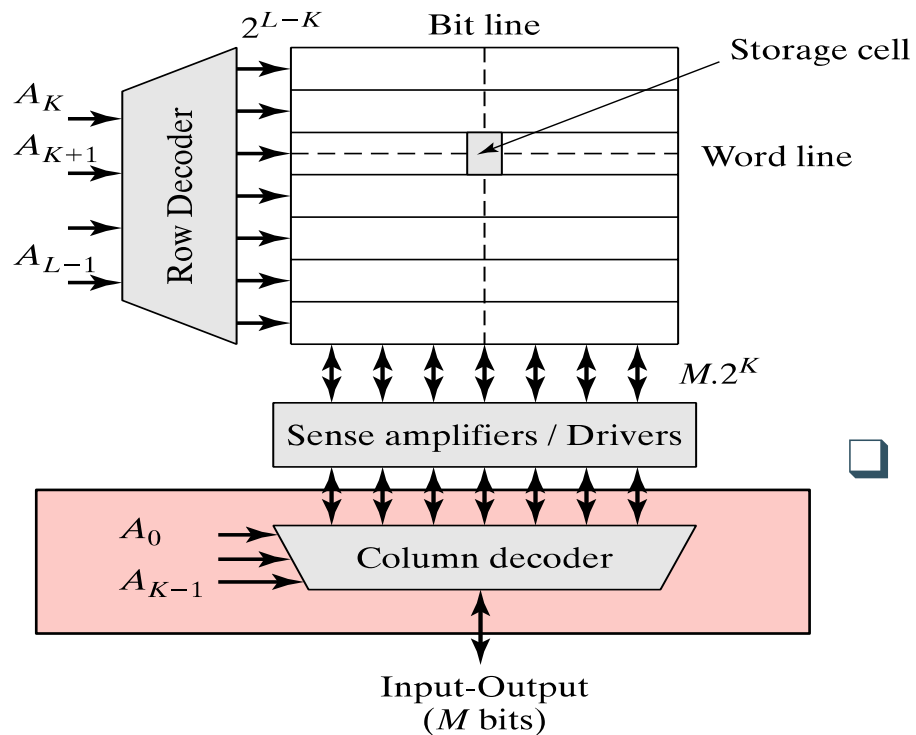 2^{L−K}
Bit line
Storage cell
A_K
A_{K+1}
Row Decoder
Word line
A_{L−1}
M.2^K
Sense amplifiers / Drivers
A_0
Column decoder
A_{K−1}
Input-Output
(M bits)